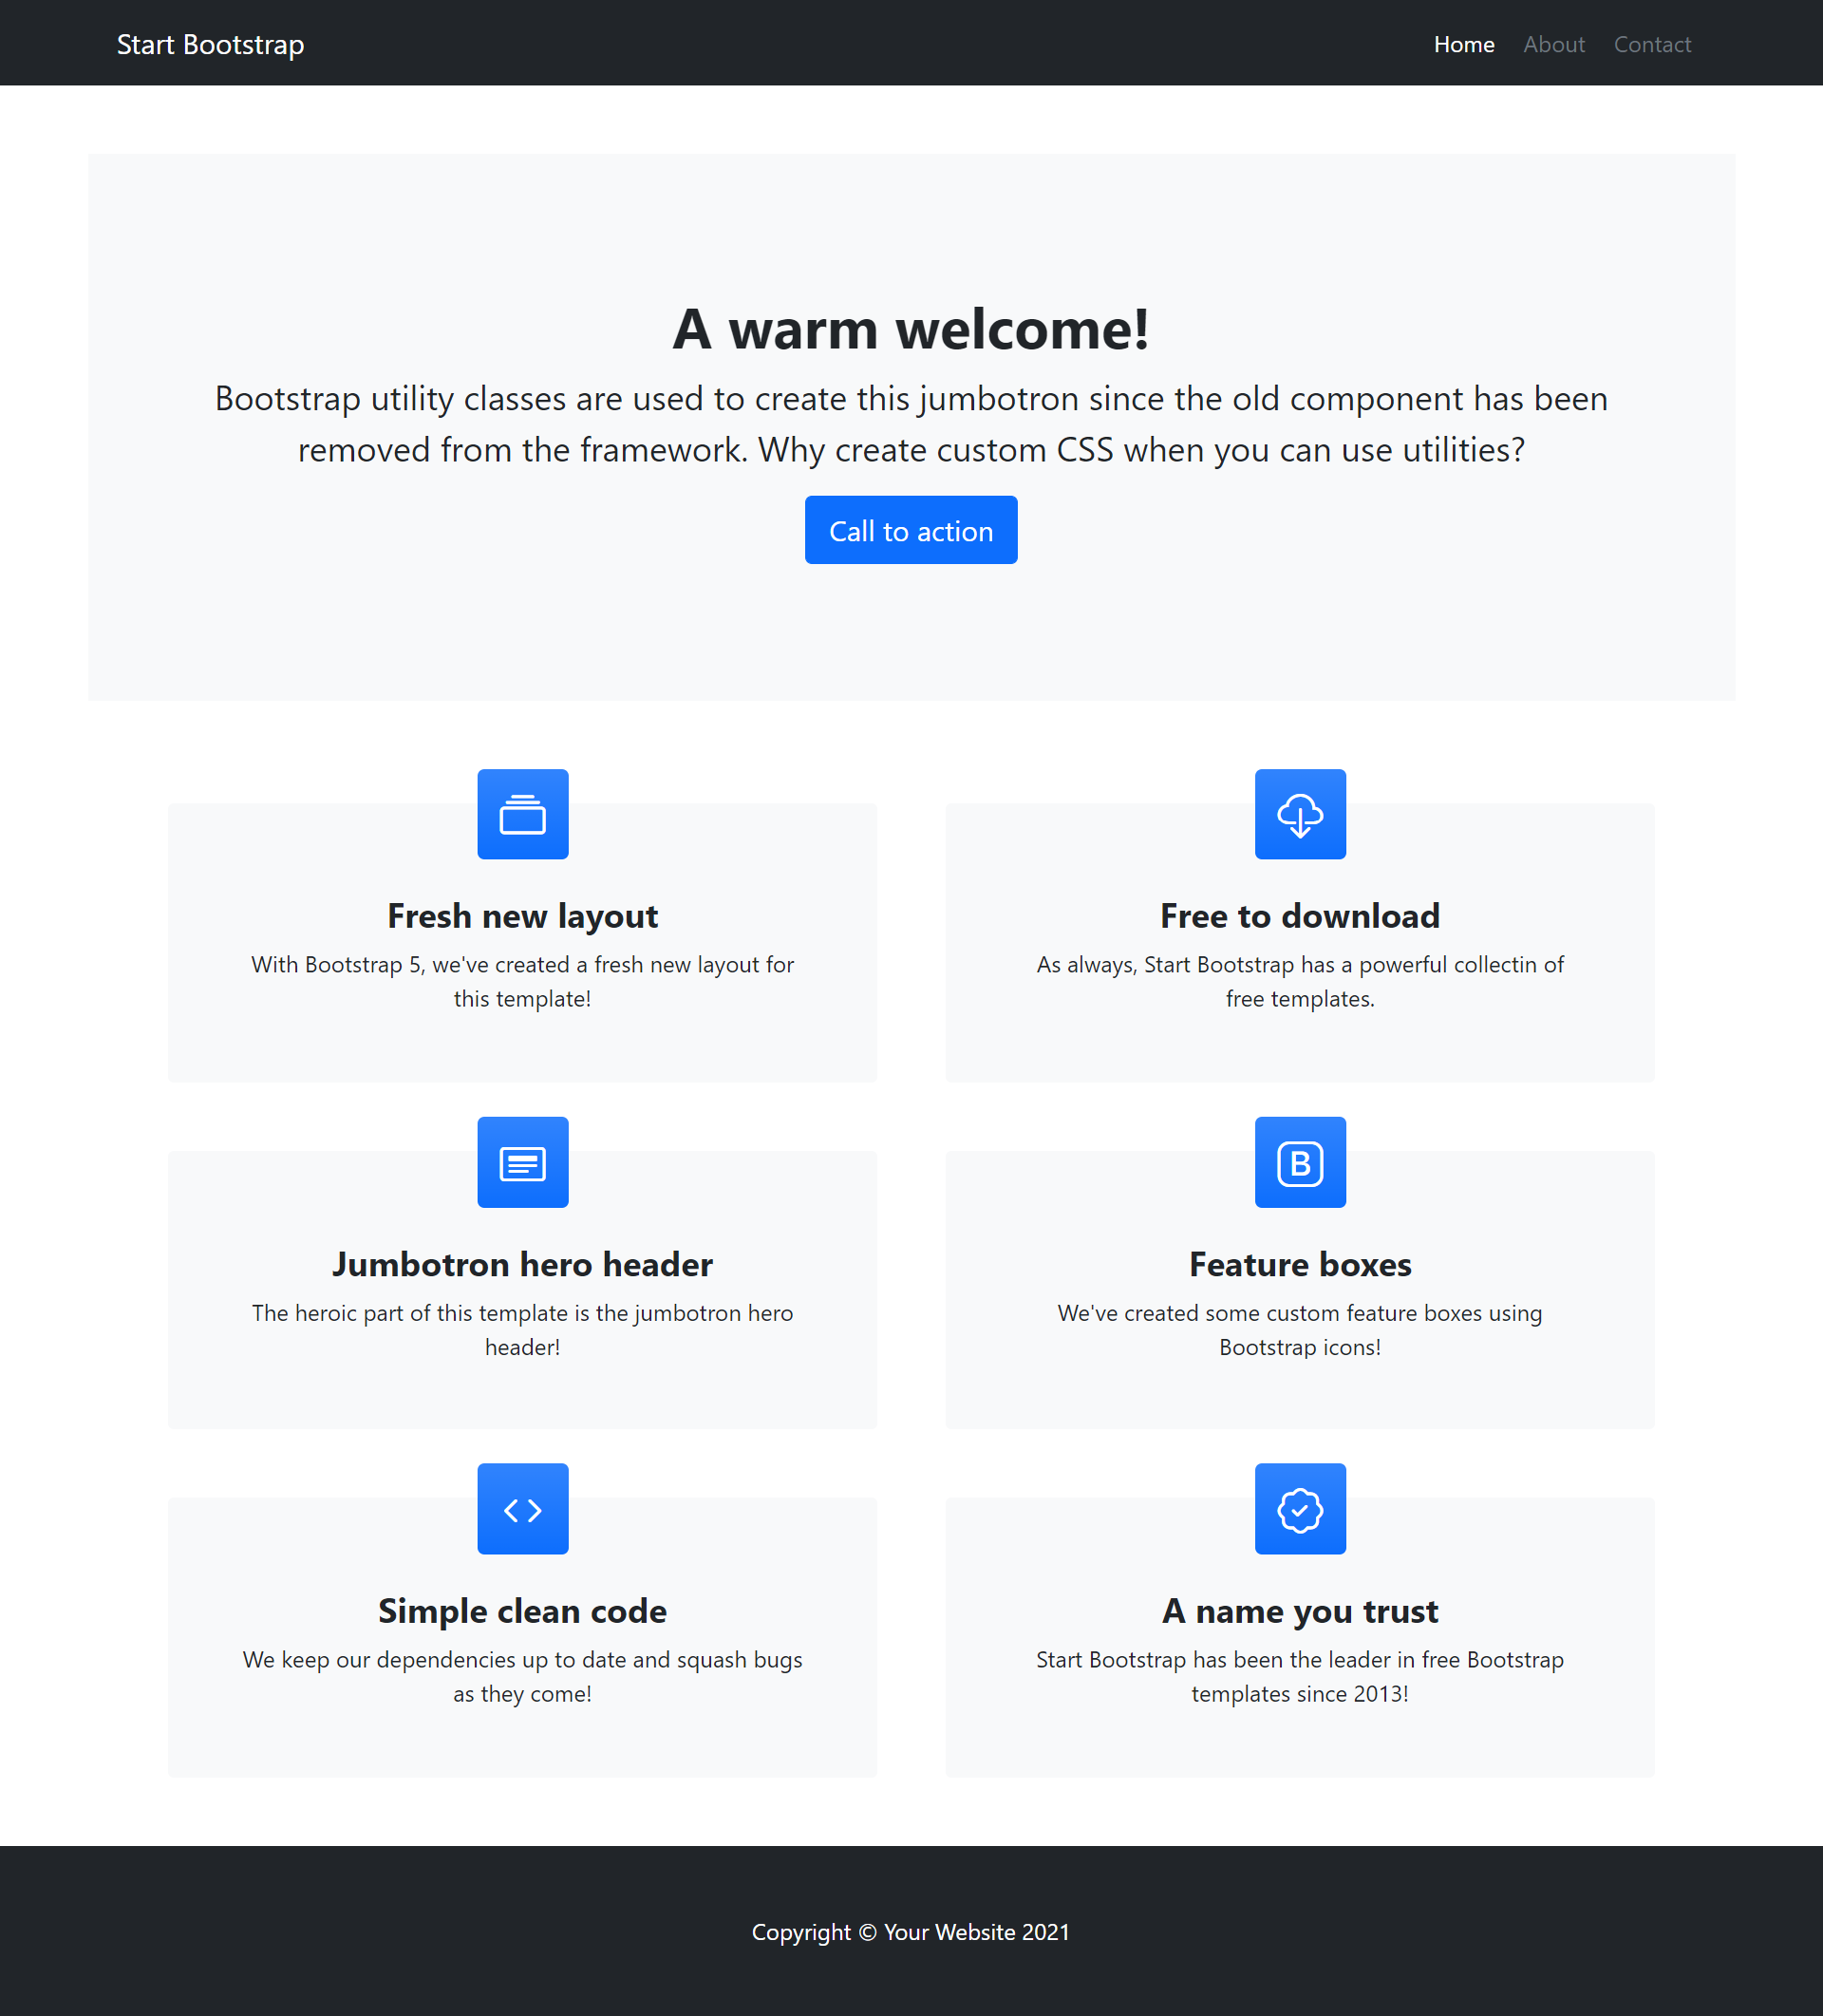 Start Bootstrap
Home About Contact
A warm welcome!
Bootstrap utility classes are used to create this jumbotron since the old component has been
removed from the framework. Why create custom CSS when you can use utilities?
Call to action
Fresh new layout
With Bootstrap 5, we've created a fresh new layout for
this template!
Free to download
As always, Start Bootstrap has a powerful collectin of
free templates.
Jumbotron hero header
The heroic part of this template is the jumbotron hero
header!
B
Feature boxes
We've created some custom feature boxes using
Bootstrap icons!
Simple clean code
We keep our dependencies up to date and squash bugs
as they come!
A name you trust
Start Bootstrap has been the leader in free Bootstrap
templates since 2013!
Copyright © Your Website 2021